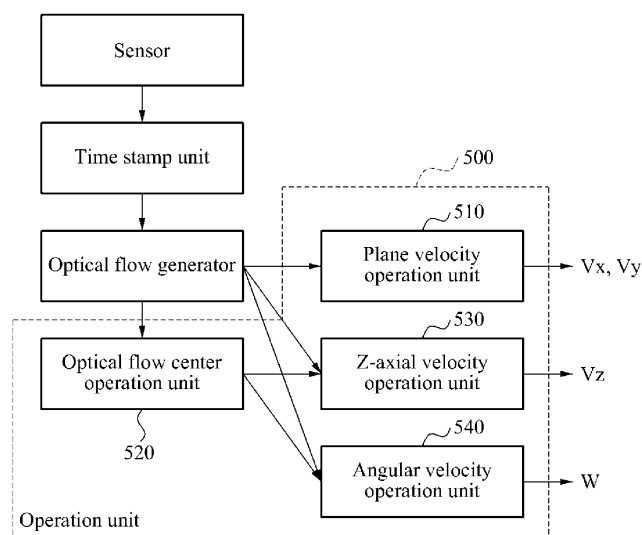 Sensor
Time stamp unit
500
510
Optical flow generator
Plane velocity
operation unit
Vx, Vy
530
Optical flow center
operation unit
Z-axial velocity
operation unit
Vz
520
540
Angular velocity
operation unit
W
Operation unit